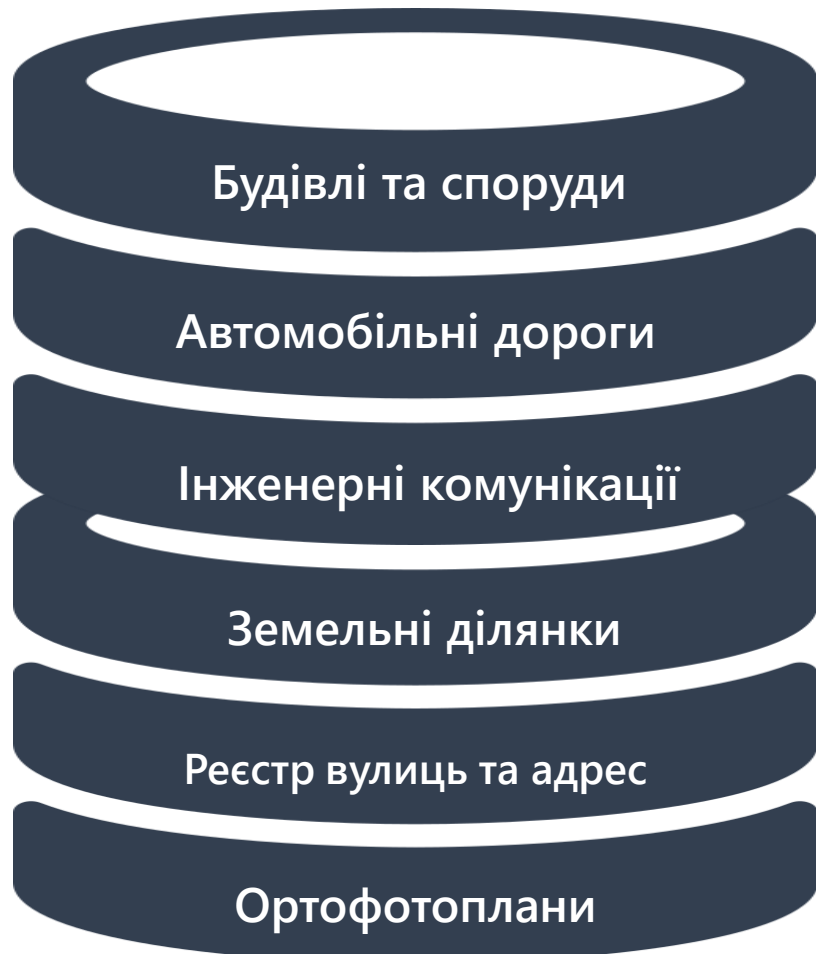 Будівлі та споруди
Автомобільні дороги
Інженерні комунікації
Земельні ділянки
Реєстр вулиць та адрес
Ортофотоплани